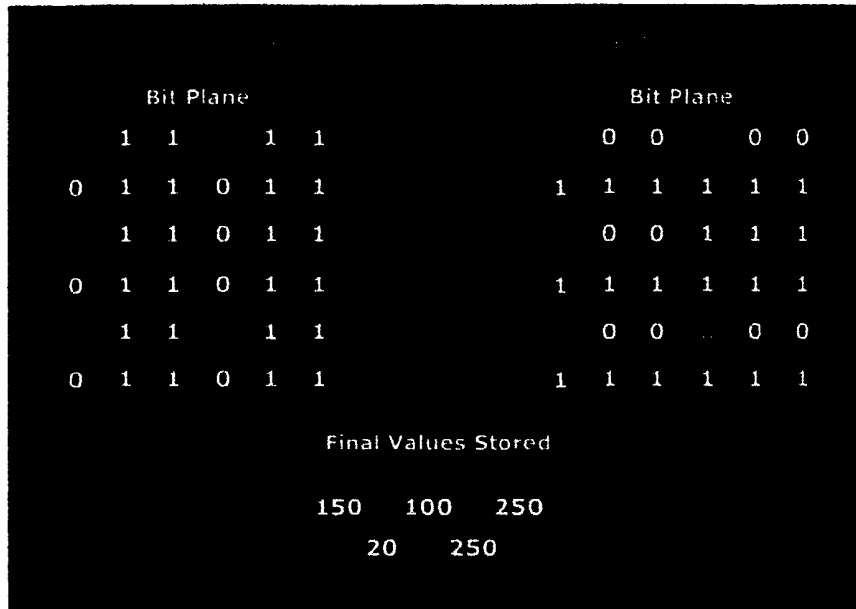 Bit Plane Bit Plane
1 1 1 1 0 0 0 0
0 1 1 0 1 1 1 1 1 1 1 1
1 1 0 1 1 0 0 1 1 1
0 1 1 0 1 1 1 1 1 1 1 1
1 1 1 1 0 0 0 0
0 1 1 0 1 1 1 1 1 1 1 1
Final Values Stored
150 100 250
20 250